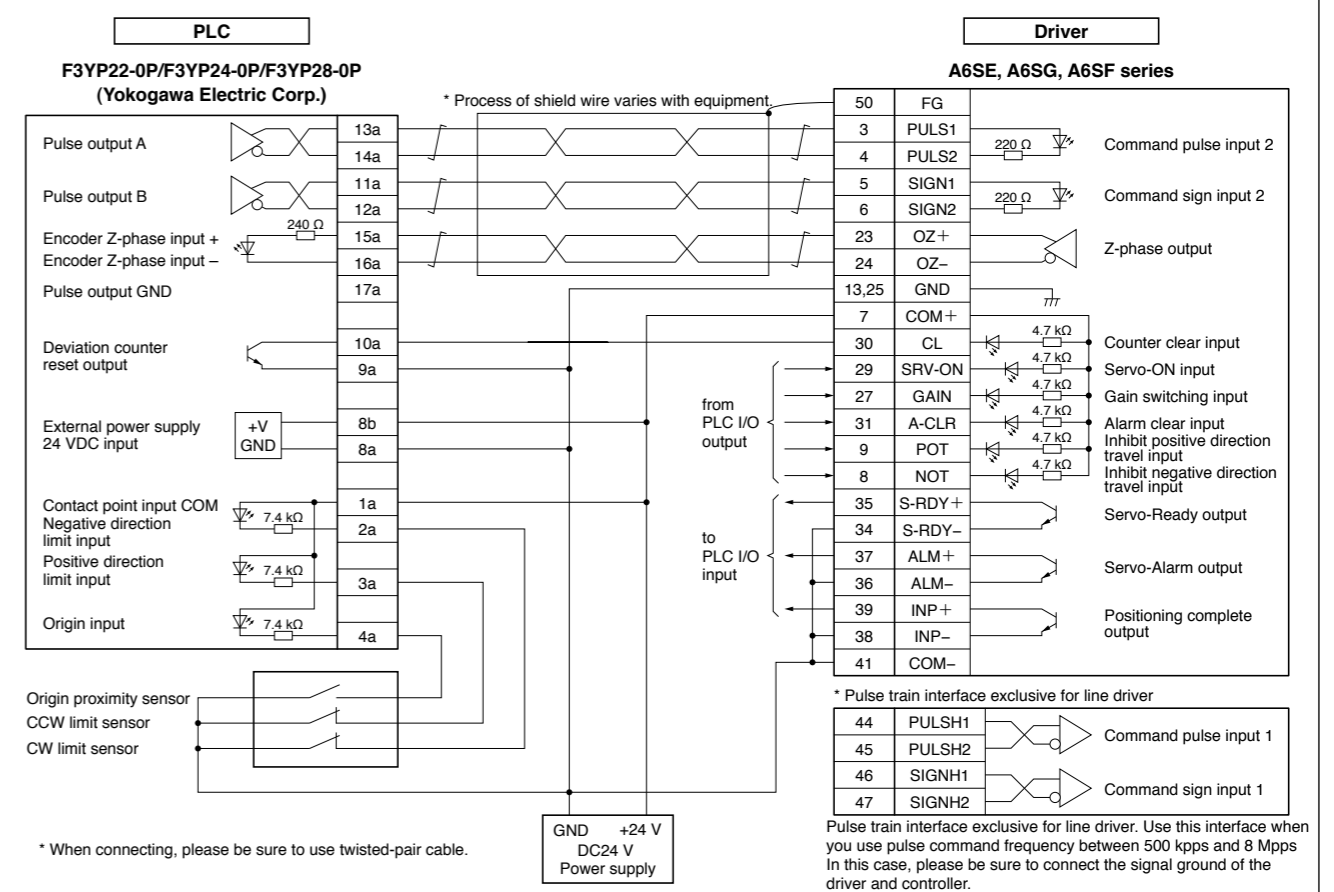 PLC
Driver
F3YP22-0P/F3YP24-0P/F3YP28-0P
(Yokogawa Electric Corp.)
A6SE, A6SG, A6SF series
* Process of shield wire varies with equipment.
50 FG
Pulse output A
13a
14a
3 PULS1
4 PULS2
220 Ω
Command pulse input 2
Pulse output B
11a
12a
5 SIGN1
6 SIGN2
220 Ω
Command sign input 2
240 Ω
Encoder Z-phase input +
Encoder Z-phase input –
15a
16a
23 OZ+
24 OZ–
Z-phase output
Pulse output GND
17a
13,25 GND
7 COM+
Deviation counter
reset output
10a
9a
30 CL
4.7 kΩ
Counter clear input
29 SRV-ON
4.7 kΩ
Servo-ON input
from
PLC I/O
output
27 GAIN
4.7 kΩ
Gain switching input
External power supply
24 VDC input
+V
GND
8b
8a
31 A-CLR
4.7 kΩ
Alarm clear input
9 POT
4.7 kΩ
Inhibit positive direction
travel input
8 NOT
4.7 kΩ
Inhibit negative direction
travel input
Contact point input COM
1a
Negative direction
limit input
7.4 kΩ
2a
Positive direction
limit input
7.4 kΩ
3a
Origin input
7.4 kΩ
4a
to
PLC I/O
input
35 S-RDY+
34 S-RDY–
Servo-Ready output
37 ALM+
36 ALM–
Servo-Alarm output
39 INP+
38 INP–
Positioning complete
output
41 COM–
Origin proximity sensor
CCW limit sensor
CW limit sensor
* Pulse train interface exclusive for line driver
44 PULSH1
45 PULSH2
Command pulse input 1
46 SIGNH1
47 SIGNH2
Command sign input 1
GND +24 V
DC24 V
Power supply
* When connecting, please be sure to use twisted-pair cable.
Pulse train interface exclusive for line driver. Use this interface when
you use pulse command frequency between 500 kpps and 8 Mpps
In this case, please be sure to connect the signal ground of the
driver and controller.